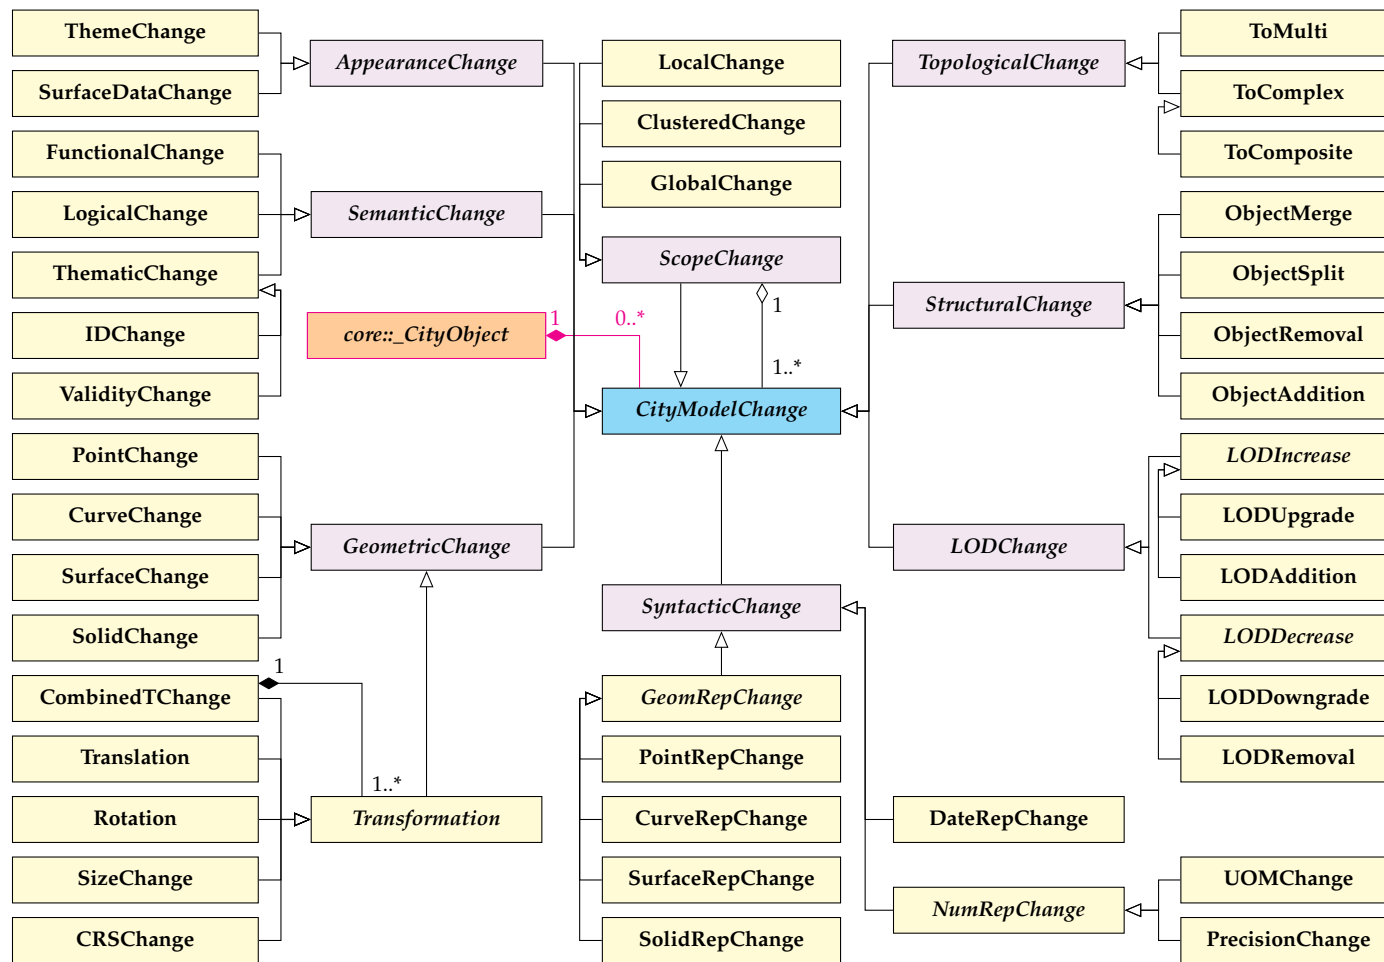 ThemeChange
SurfaceDataChange
FunctionalChange
LogicalChange
ThematicChange
IDChange
ValidityChange
PointChange
CurveChange
SurfaceChange
SolidChange
CombinedTChange
Translation
Rotation
SizeChange
CRSChange
AppearanceChange
SemanticChange
core::_CityObject
1
0..*
GeometricChange
1
1..*
Transformation
LocalChange
ClusteredChange
GlobalChange
ScopeChange
1
1..*
CityModelChange
SyntacticChange
GeomRepChange
PointRepChange
CurveRepChange
SurfaceRepChange
SolidRepChange
TopologicalChange
StructuralChange
LODChange
DateRepChange
NumRepChange
ToMulti
ToComplex
ToComposite
ObjectMerge
ObjectSplit
ObjectRemoval
ObjectAddition
LODIncrease
LODUpgrade
LODAddition
LODDecrease
LODDowngrade
LODRemoval
UOMChange
PrecisionChange